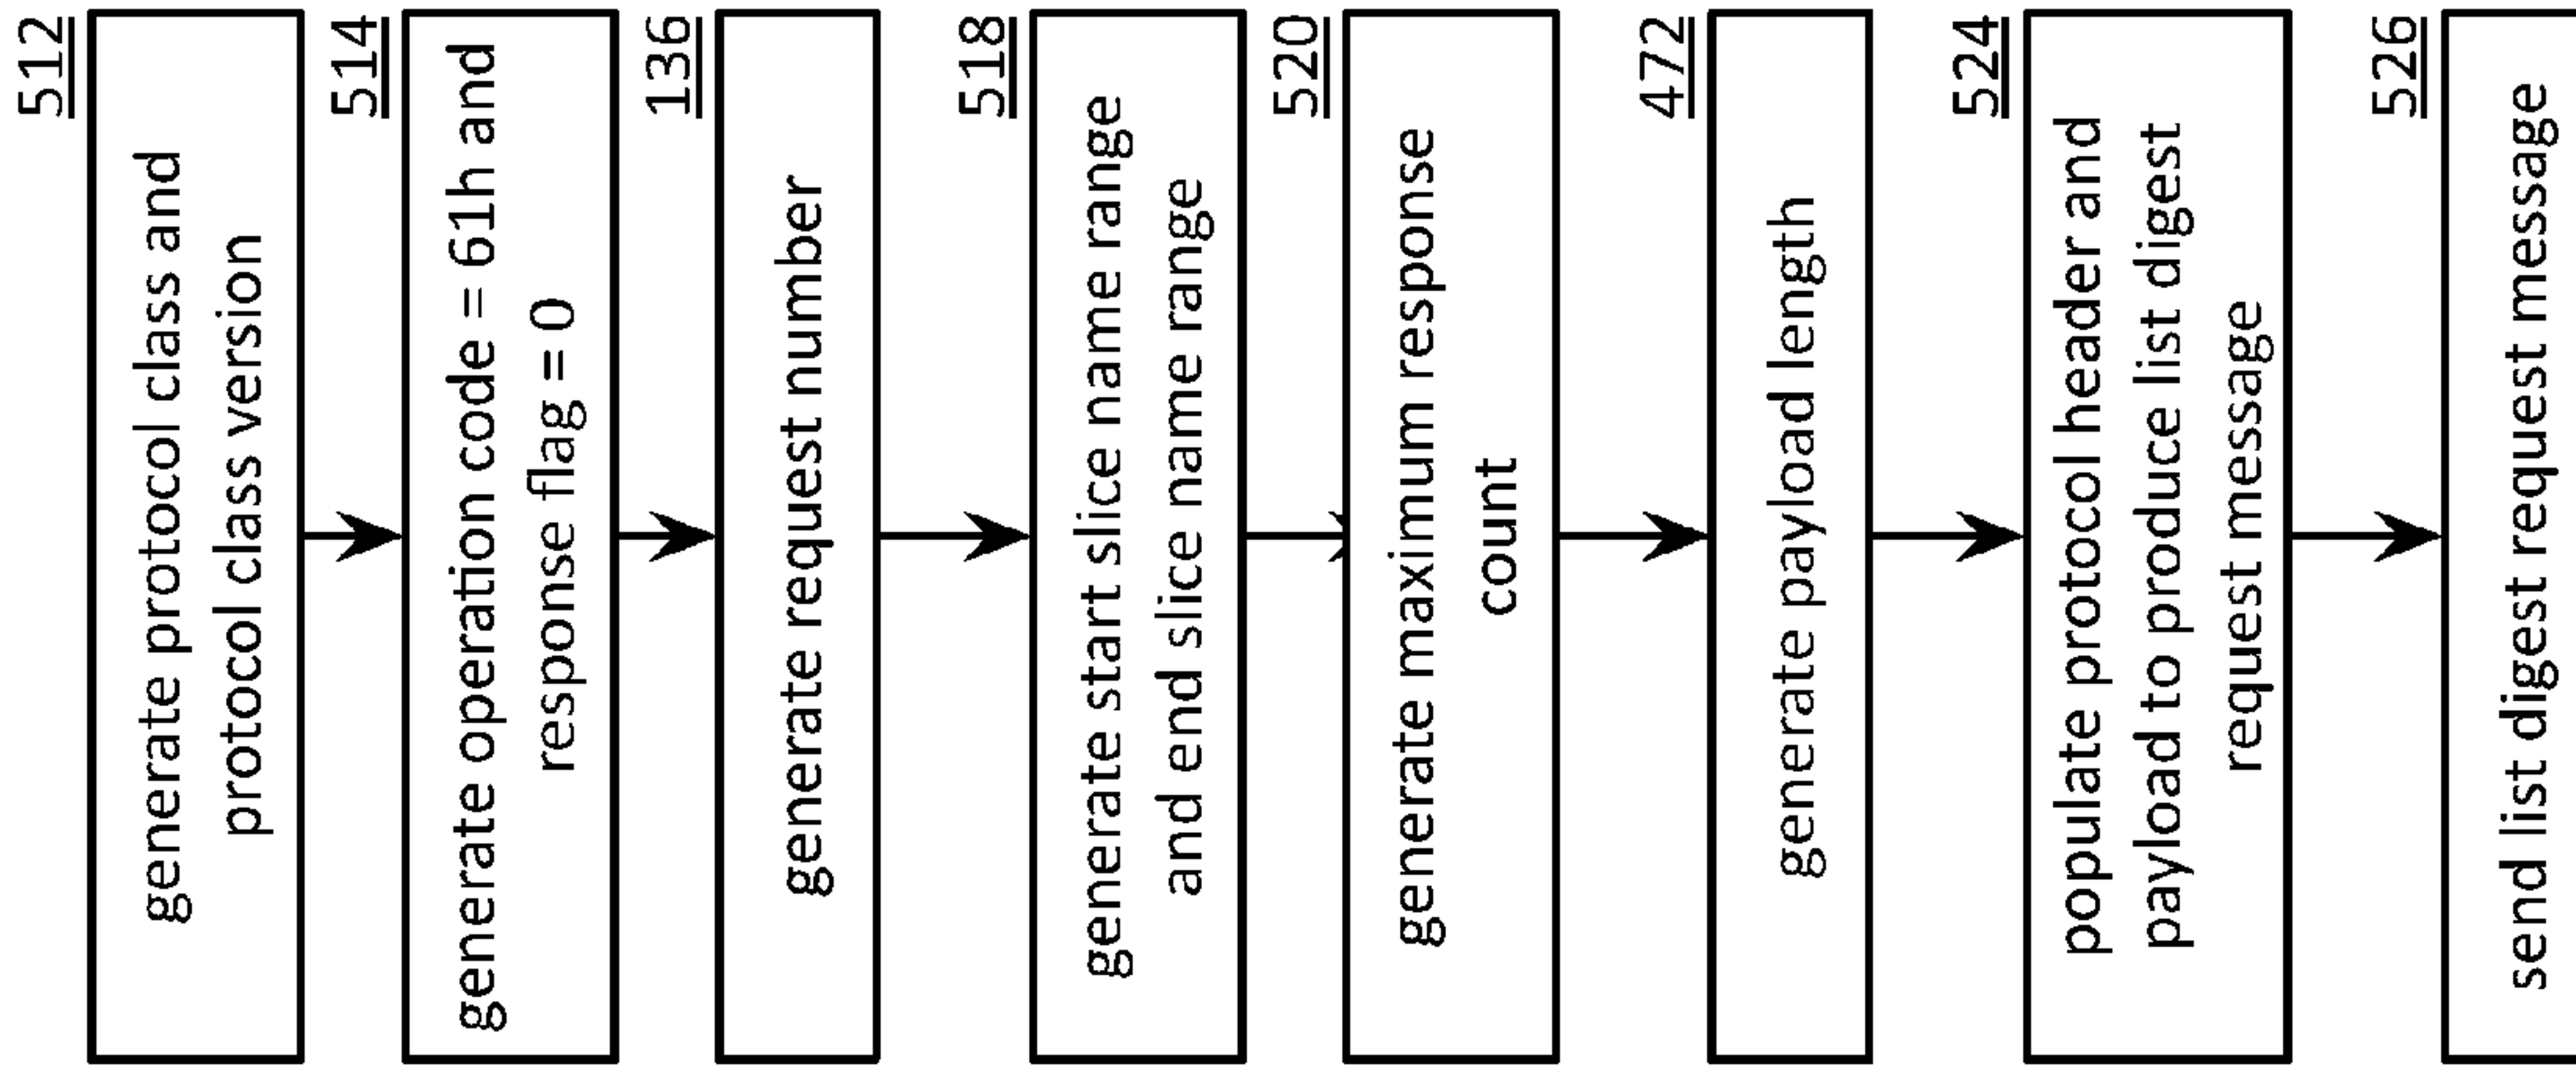 512
generate protocol class and
protocol class version
514
generate operation code = 61h and
response flag = 0
136
generate request number
518
generate start slice name range
and end slice name range
520
generate maximum response
count
472
generate payload length
524
populate protocol header and
payload to produce list digest
request message
526
send list digest request message